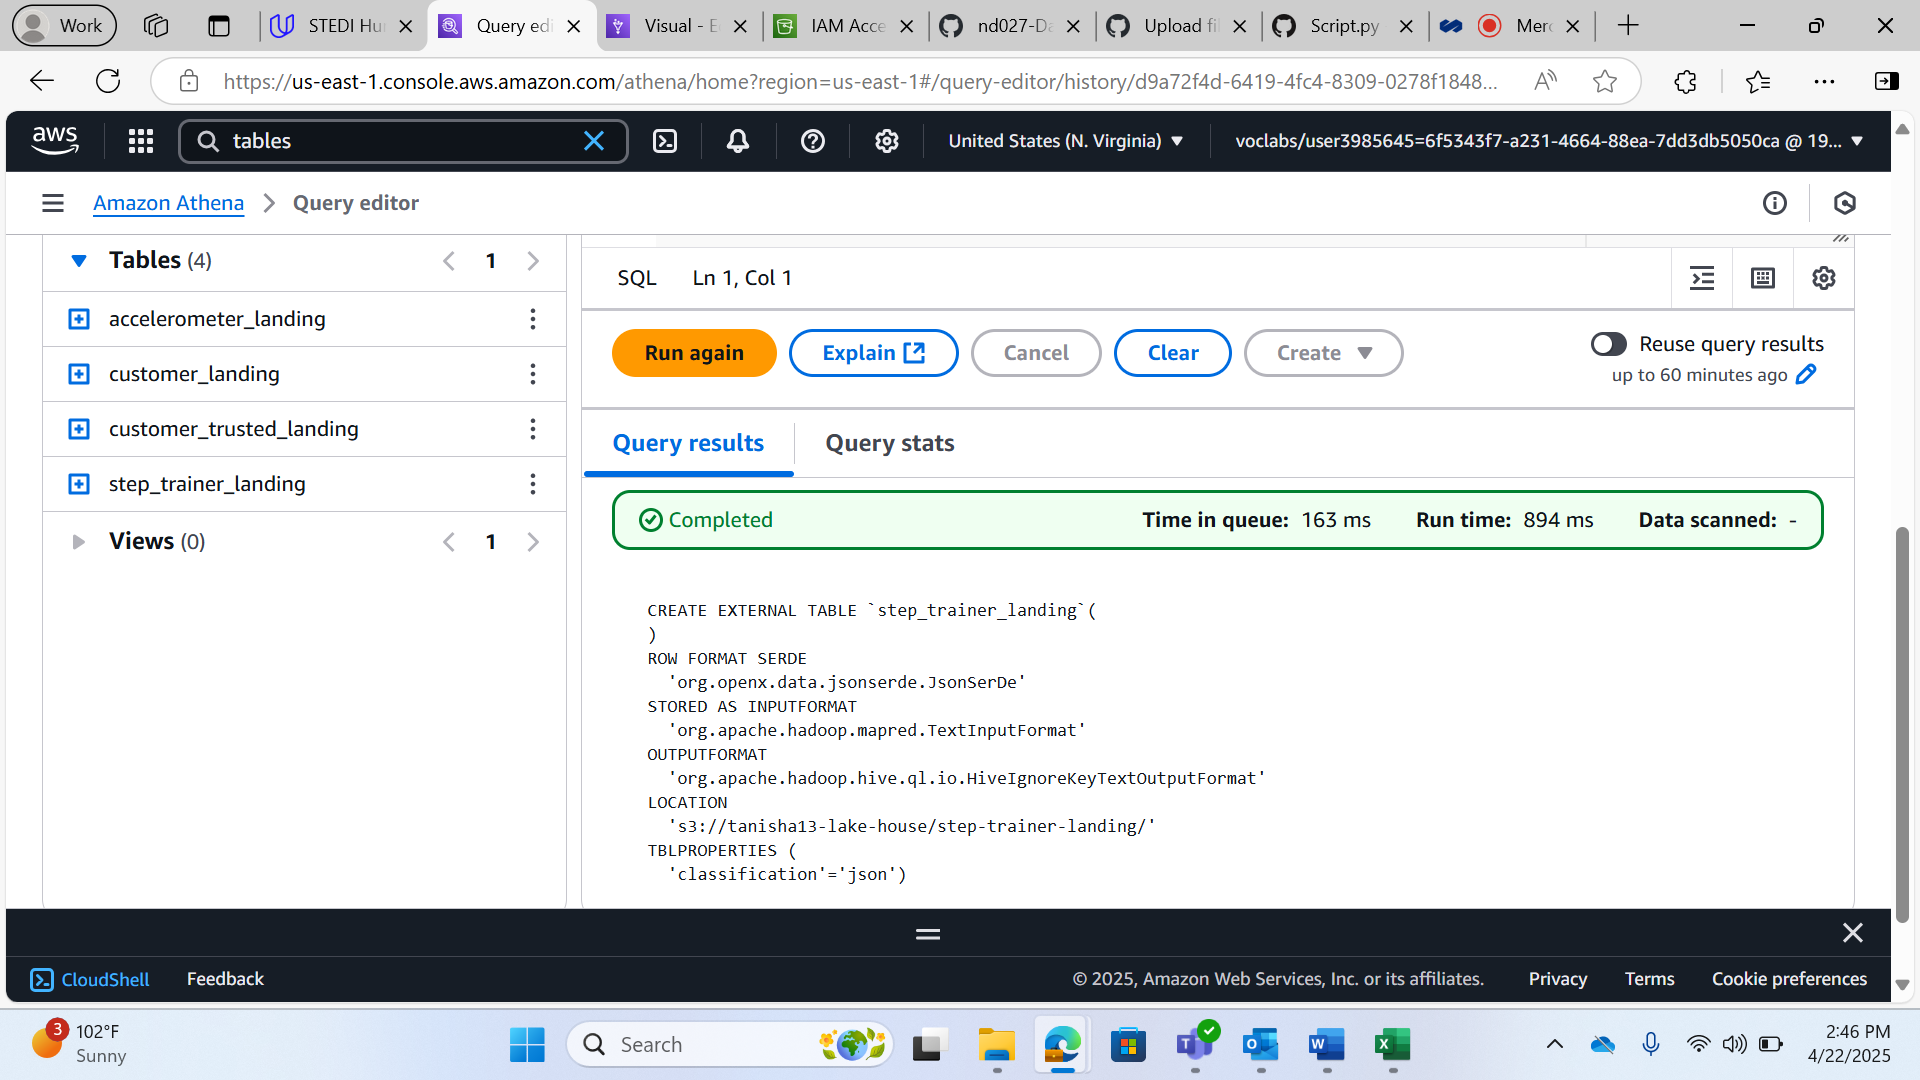 Work
STEDI Hu
Query edi
Visual - E
IAM Acce
nd027-Da
Upload fil
Script.py
Merc
https://us-east-1.console.aws.amazon.com/athena/home?region=us-east-1#/query-editor/history/d9a72f4d-6419-4fc4-8309-0278f1848...
aws
tables
United States (N. Virginia)
voclabs/user3985645=6f5343f7-a231-4664-88ea-7dd3db5050ca @ 19...
Amazon Athena
Query editor
Tables (4)
1
accelerometer_landing
customer_landing
customer_trusted_landing
step_trainer_landing
Views (0)
1
SQL
Ln 1, Col 1
Run again
Explain
Cancel
Clear
Create
Reuse query results
up to 60 minutes ago
Query results
Query stats
Completed
Time in queue: 163 ms
Run time: 894 ms
Data scanned: -
CREATE EXTERNAL TABLE `step_trainer_landing`(
)
ROW FORMAT SERDE
'org.openx.data.jsonserde.JsonSerDe'
STORED AS INPUTFORMAT
'org.apache.hadoop.mapred.TextInputFormat'
OUTPUTFORMAT
'org.apache.hadoop.hive.ql.io.HiveIgnoreKeyTextOutputFormat'
LOCATION
's3://tanisha13-lake-house/step-trainer-landing/'
TBLPROPERTIES (
'classification'='json')
CloudShell
Feedback
© 2025, Amazon Web Services, Inc. or its affiliates.
Privacy
Terms
Cookie preferences
3
102°F
Sunny
Search
2:46 PM
4/22/2025